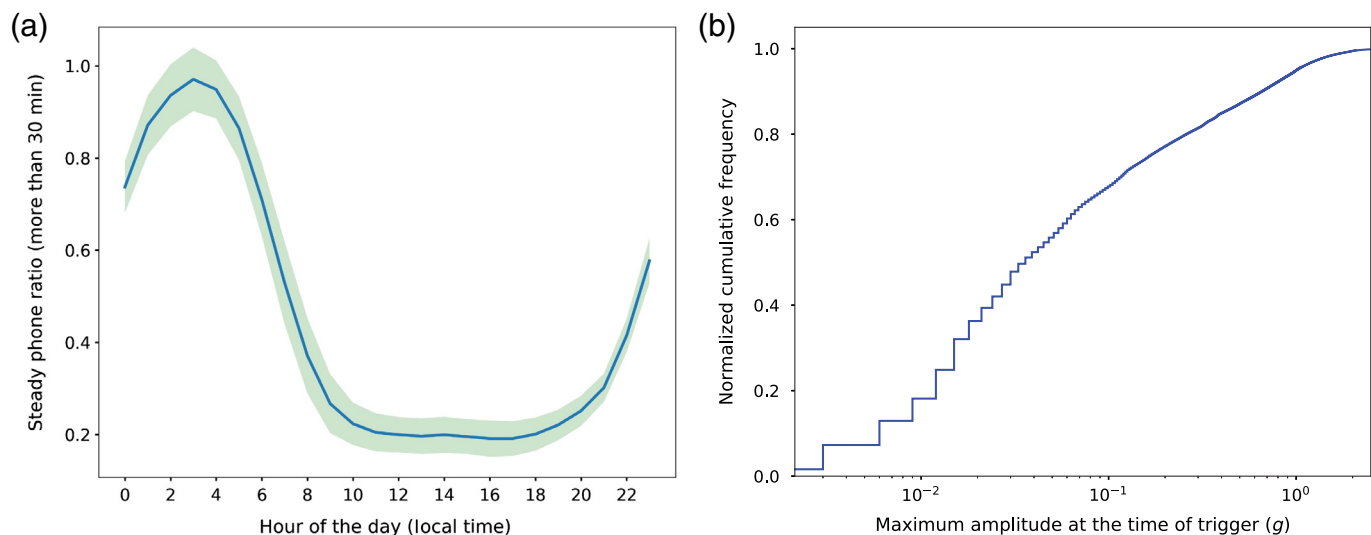 (a)
Steady phone ratio (more than 30 min)
1.0
0.8
0.6
0.4
0.2
0 2 4 6 8 10 12 14 16 18 20 22
Hour of the day (local time)
(b)
Normalized cumulative frequency
1.0
0.8
0.6
0.4
0.2
0.0
10⁻² 10⁻¹ 10⁰
Maximum amplitude at the time of trigger (g)